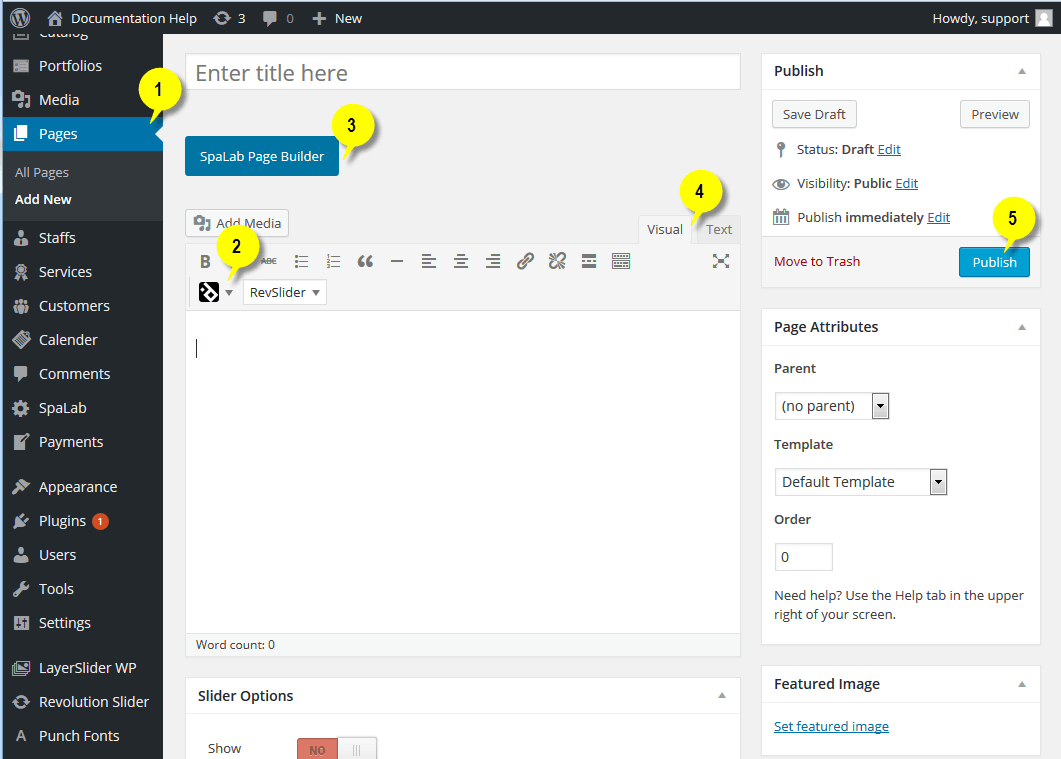 Documentation Help 3 0 New Howdy, support
Catalog
Portfolios
Media
Pages
All Pages
Add New
Staffs
Services
Customers
Calender
Comments
SpaLab
Payments
Appearance
Plugins 1
Users
Tools
Settings
LayerSlider WP
Revolution Slider
Punch Fonts
1
Enter title here
3
SpaLab Page Builder
4
Add Media
Visual Text
2
B ABC
RevSlider
Word count: 0
Slider Options
Show NO
Publish
Save Draft Preview
Status: Draft Edit
Visibility: Public Edit
Publish immediately Edit
5
Move to Trash Publish
Page Attributes
Parent
(no parent)
Template
Default Template
Order
0
Need help? Use the Help tab in the upper
right of your screen.
Featured Image
Set featured image